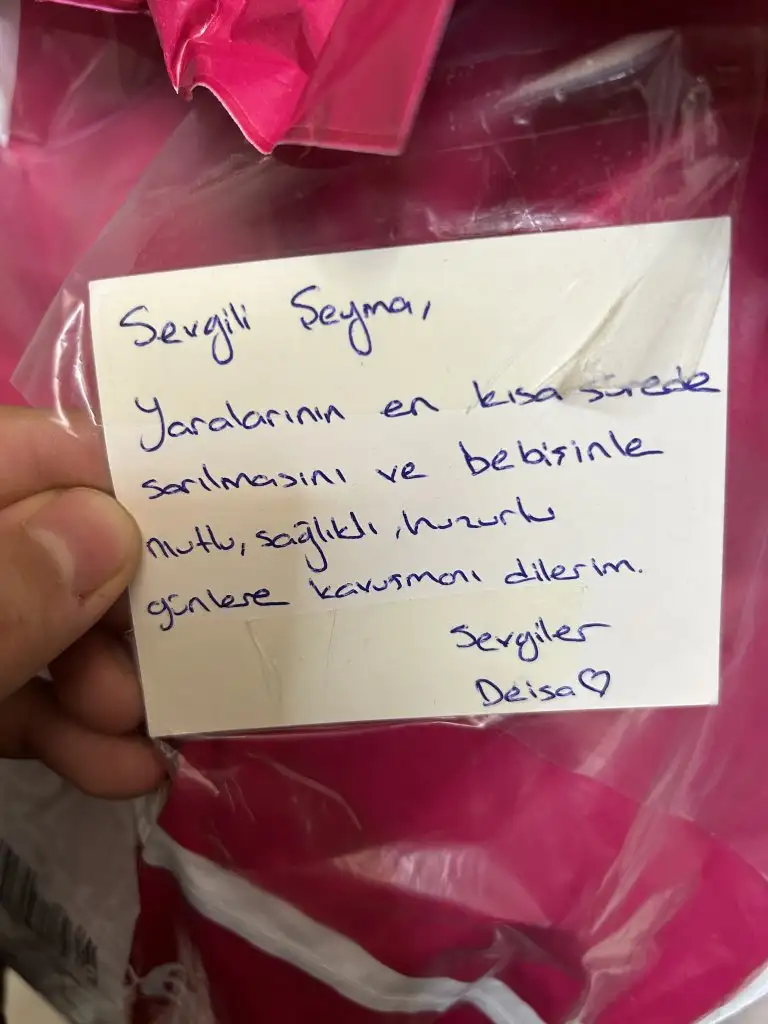 Sevgili Şeyma,
Yaralarının en kısa sürede
sarılmasını ve bebişinle
mutlu, sağlıklı, huzurlu
günlere kavuşmanı dilerim.
Sevgiler
Deisa♡